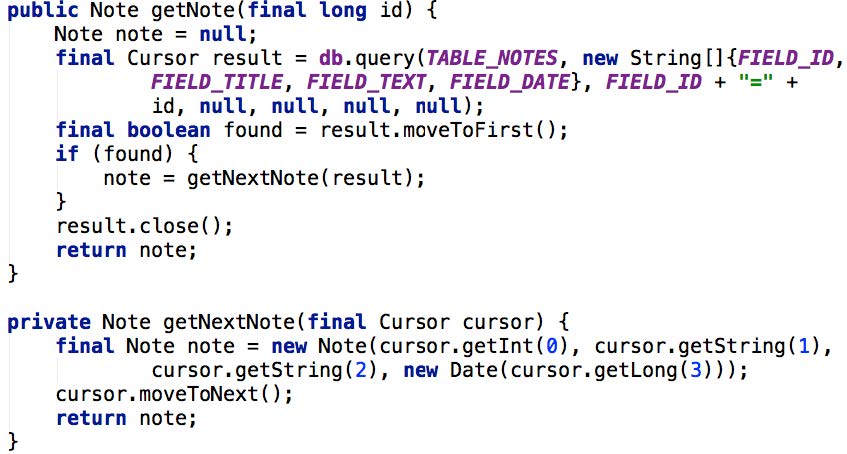 public Note getNote(final long id) {
    Note note = null;
    final Cursor result = db.query(TABLE_NOTES, new String[]{FIELD_ID,
            FIELD_TITLE, FIELD_TEXT, FIELD_DATE}, FIELD_ID + "=" +
            id, null, null, null, null);
    final boolean found = result.moveToFirst();
    if (found) {
        note = getNextNote(result);
    }
    result.close();
    return note;
}

private Note getNextNote(final Cursor cursor) {
    final Note note = new Note(cursor.getInt(0), cursor.getString(1),
            cursor.getString(2), new Date(cursor.getLong(3)));
    cursor.moveToNext();
    return note;
}